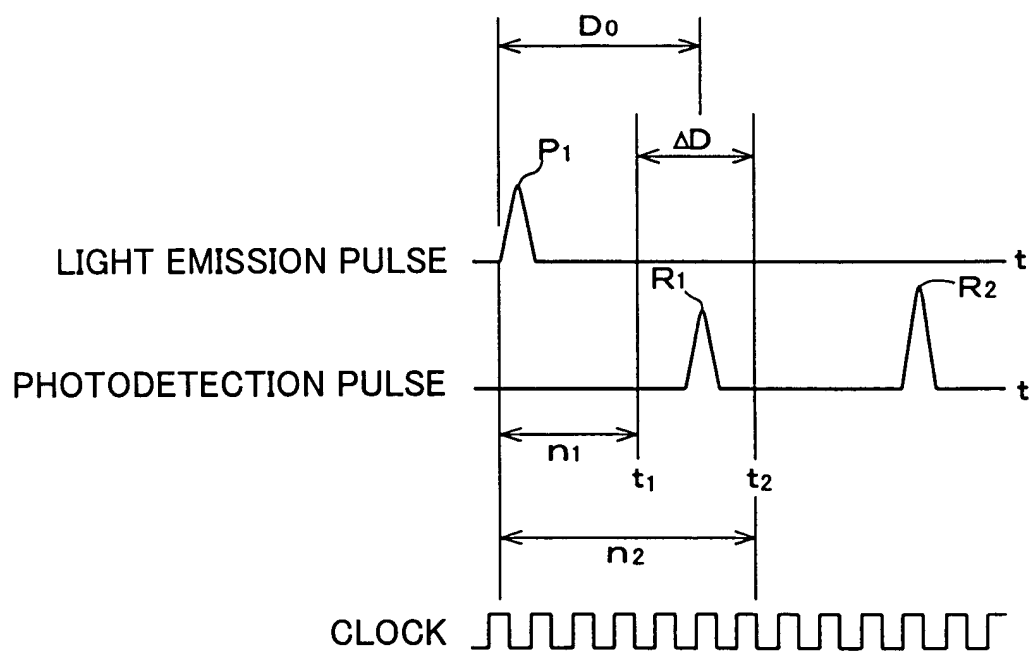 D0
ΔD
P1
LIGHT EMISSION PULSE
t
R1
R2
PHOTODETECTION PULSE
t
n1
t1
t2
n2
CLOCK